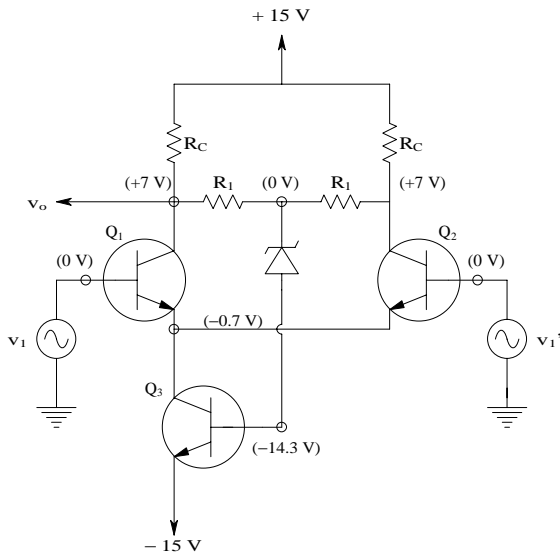 + 15 V
R_C
R_C
(+7 V)
R_1
(0 V)
R_1
(+7 V)
v_o
Q_1
Q_2
(0 V)
(0 V)
(−0.7 V)
v_1
v_1'
Q_3
(−14.3 V)
− 15 V